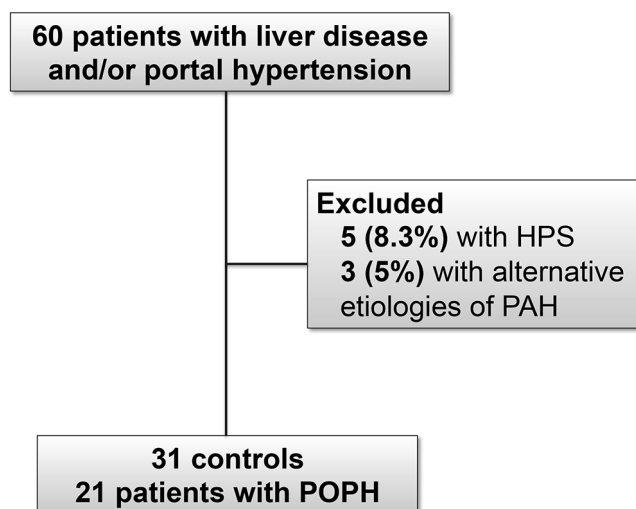 60 patients with liver disease
and/or portal hypertension
Excluded
5 (8.3%) with HPS
3 (5%) with alternative
etiologies of PAH
31 controls
21 patients with POPH